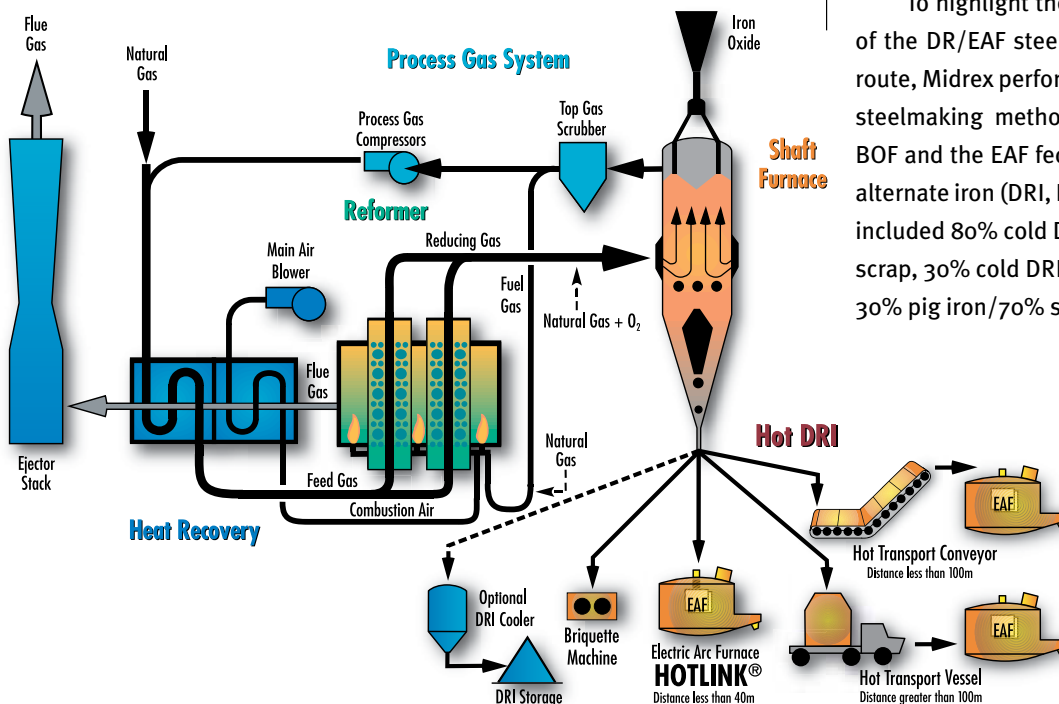 Flue
Gas
Natural
Gas
Process Gas System
Iron
Oxide
Process Gas
Compressors
Top Gas
Scrubber
Shaft
Furnace
Reformer
Main Air
Blower
Reducing Gas
Fuel
Gas
Natural Gas + O₂
Flue
Gas
Ejector
Stack
Feed Gas
Combustion Air
Natural
Gas
Heat Recovery
Hot DRI
EAF
Hot Transport Conveyor
Distance less than 100m
Optional
DRI Cooler
DRI Storage
Briquette
Machine
EAF
Electric Arc Furnace
HOTLINK®
Distance less than 40m
EAF
Hot Transport Vessel
Distance greater than 100m
To highlight the
of the DR/EAF stee
route, Midrex perfor
steelmaking metho
BOF and the EAF fed
alternate iron (DRI,
included 80% cold D
scrap, 30% cold DRI
30% pig iron/70% s